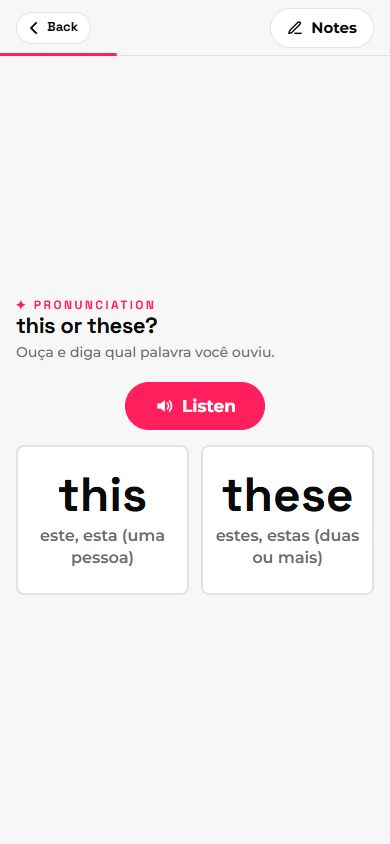 Back
Notes
PRONUNCIATION
this or these?
Ouça e diga qual palavra você ouviu.
Listen
this
este, esta (uma
pessoa)
these
estes, estas (duas
ou mais)